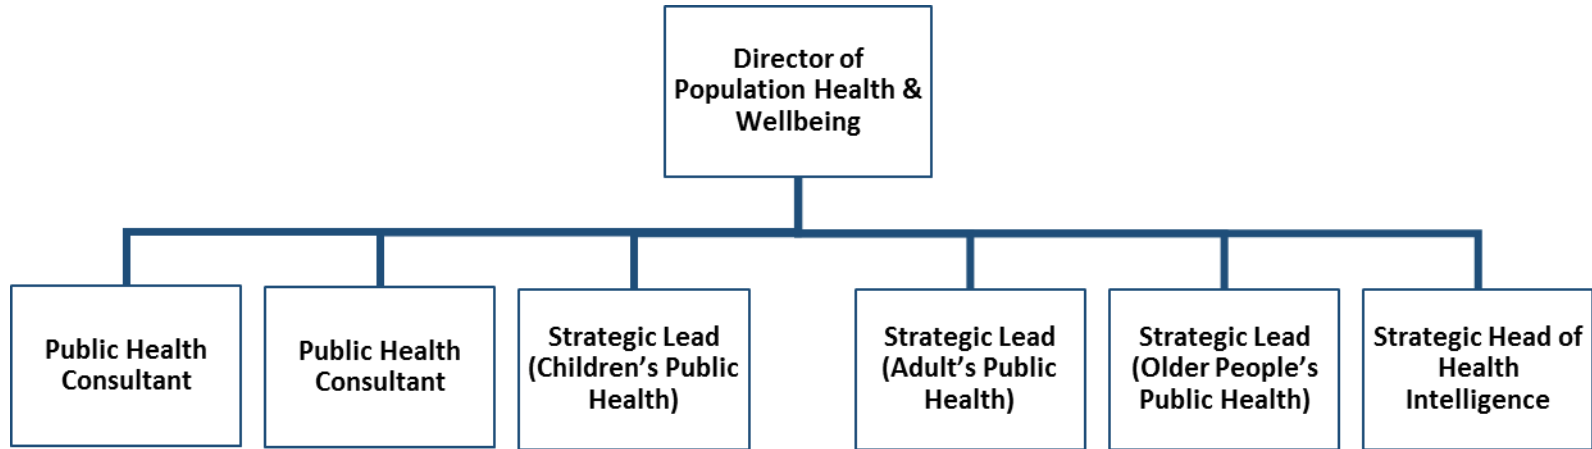 Director of
Population Health &
Wellbeing
Public Health
Consultant
Public Health
Consultant
Strategic Lead
(Children’s Public
Health)
Strategic Lead
(Adult’s Public
Health)
Strategic Lead
(Older People’s
Public Health)
Strategic Head of
Health
Intelligence